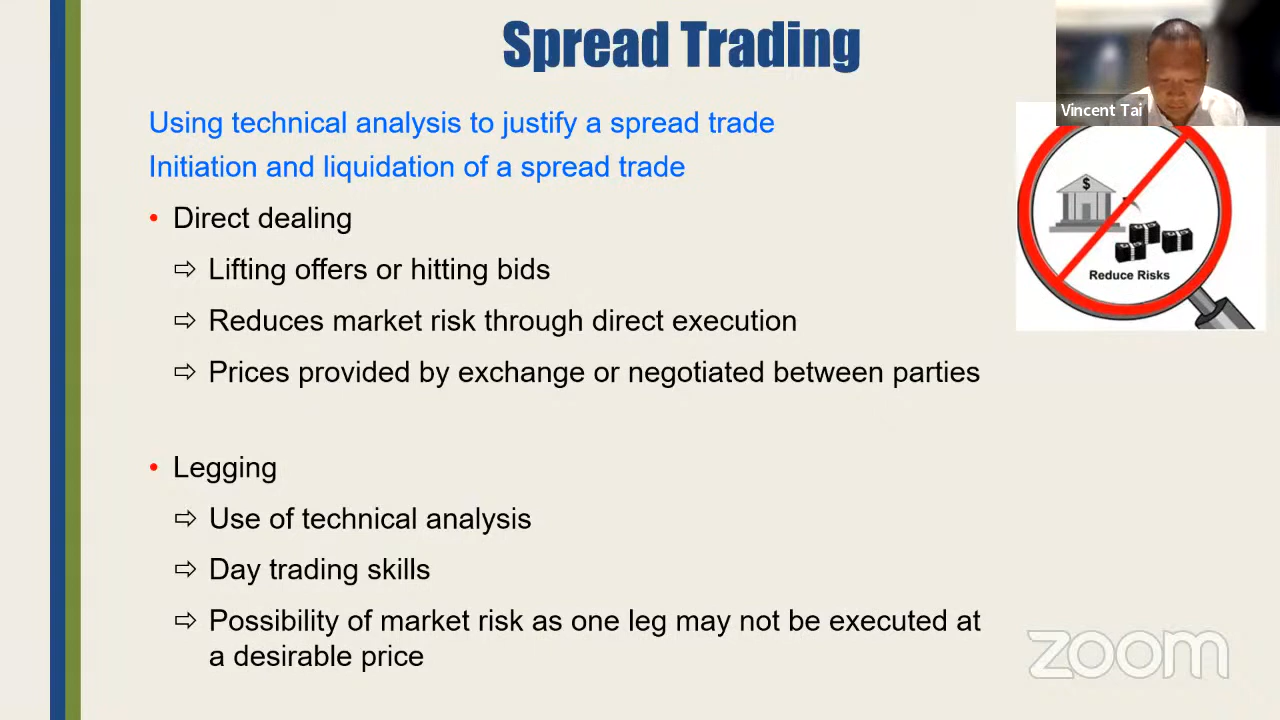 Spread Trading
Vincent Tai
Using technical analysis to justify a spread trade
Initiation and liquidation of a spread trade
• Direct dealing
⇨ Lifting offers or hitting bids
⇨ Reduces market risk through direct execution
⇨ Prices provided by exchange or negotiated between parties
$
Reduce Risks
• Legging
⇨ Use of technical analysis
⇨ Day trading skills
⇨ Possibility of market risk as one leg may not be executed at
a desirable price
zoom